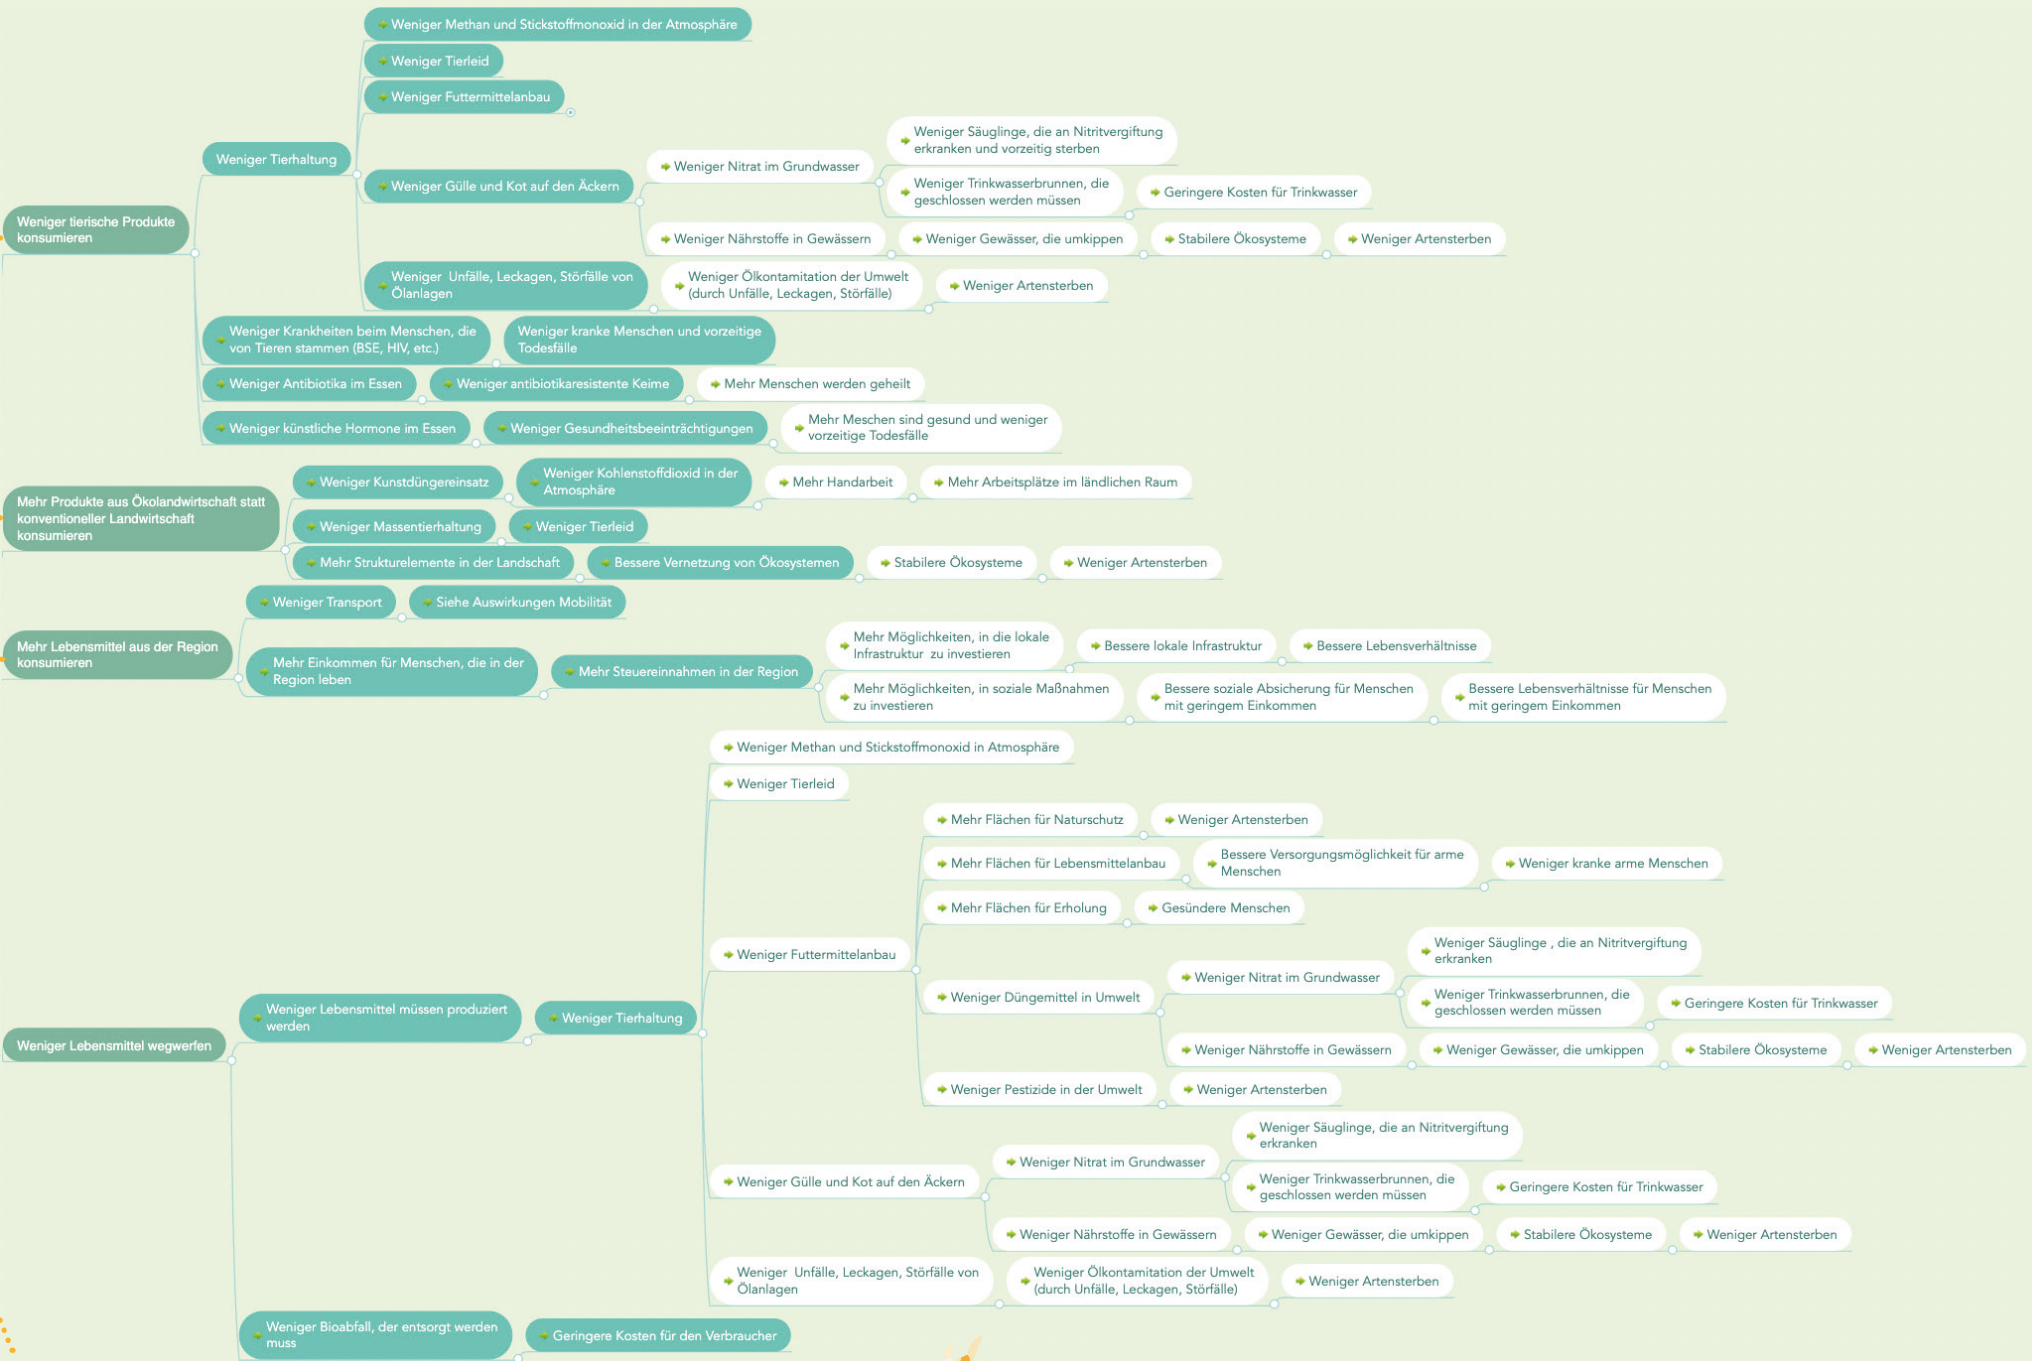 Weniger tierische Produkte
konsumieren
Weniger Tierhaltung
Weniger Methan und Stickstoffmonoxid in der Atmosphäre
Weniger Tierleid
Weniger Futtermittelanbau
Weniger Gülle und Kot auf den Äckern
Weniger Nitrat im Grundwasser
Weniger Säuglinge, die an Nitritvergiftung
erkranken und vorzeitig sterben
Weniger Trinkwasserbrunnen, die
geschlossen werden müssen
Geringere Kosten für Trinkwasser
Weniger Nährstoffe in Gewässern
Weniger Gewässer, die umkippen
Stabilere Ökosysteme
Weniger Artensterben
Weniger Unfälle, Leckagen, Störfälle von
Ölanlagen
Weniger Ölkontamitation der Umwelt
(durch Unfälle, Leckagen, Störfälle)
Weniger Artensterben
Weniger Krankheiten beim Menschen, die
von Tieren stammen (BSE, HIV, etc.)
Weniger kranke Menschen und vorzeitige
Todesfälle
Weniger Antibiotika im Essen
Weniger antibiotikaresistente Keime
Mehr Menschen werden geheilt
Weniger künstliche Hormone im Essen
Weniger Gesundheitsbeeinträchtigungen
Mehr Meschen sind gesund und weniger
vorzeitige Todesfälle
Mehr Produkte aus Ökolandwirtschaft statt
konventioneller Landwirtschaft
konsumieren
Weniger Kunstdüngereinsatz
Weniger Kohlenstoffdioxid in der
Atmosphäre
Mehr Handarbeit
Mehr Arbeitsplätze im ländlichen Raum
Weniger Massentierhaltung
Weniger Tierleid
Mehr Strukturelemente in der Landschaft
Bessere Vernetzung von Ökosystemen
Stabilere Ökosysteme
Weniger Artensterben
Mehr Lebensmittel aus der Region
konsumieren
Weniger Transport
Siehe Auswirkungen Mobilität
Mehr Einkommen für Menschen, die in der
Region leben
Mehr Steuereinnahmen in der Region
Mehr Möglichkeiten, in die lokale
Infrastruktur zu investieren
Bessere lokale Infrastruktur
Bessere Lebensverhältnisse
Mehr Möglichkeiten, in soziale Maßnahmen
zu investieren
Bessere soziale Absicherung für Menschen
mit geringem Einkommen
Bessere Lebensverhältnisse für Menschen
mit geringem Einkommen
Weniger Lebensmittel wegwerfen
Weniger Lebensmittel müssen produziert
werden
Weniger Tierhaltung
Weniger Methan und Stickstoffmonoxid in Atmosphäre
Weniger Tierleid
Weniger Futtermittelanbau
Mehr Flächen für Naturschutz
Weniger Artensterben
Mehr Flächen für Lebensmittelanbau
Bessere Versorgungsmöglichkeit für arme
Menschen
Weniger kranke arme Menschen
Mehr Flächen für Erholung
Gesündere Menschen
Weniger Düngemittel in Umwelt
Weniger Nitrat im Grundwasser
Weniger Säuglinge , die an Nitritvergiftung
erkranken
Weniger Trinkwasserbrunnen, die
geschlossen werden müssen
Geringere Kosten für Trinkwasser
Weniger Nährstoffe in Gewässern
Weniger Gewässer, die umkippen
Stabilere Ökosysteme
Weniger Artensterben
Weniger Pestizide in der Umwelt
Weniger Artensterben
Weniger Gülle und Kot auf den Äckern
Weniger Nitrat im Grundwasser
Weniger Säuglinge, die an Nitritvergiftung
erkranken
Weniger Trinkwasserbrunnen, die
geschlossen werden müssen
Geringere Kosten für Trinkwasser
Weniger Nährstoffe in Gewässern
Weniger Gewässer, die umkippen
Stabilere Ökosysteme
Weniger Artensterben
Weniger Unfälle, Leckagen, Störfälle von
Ölanlagen
Weniger Ölkontamitation der Umwelt
(durch Unfälle, Leckagen, Störfälle)
Weniger Artensterben
Weniger Bioabfall, der entsorgt werden
muss
Geringere Kosten für den Verbraucher